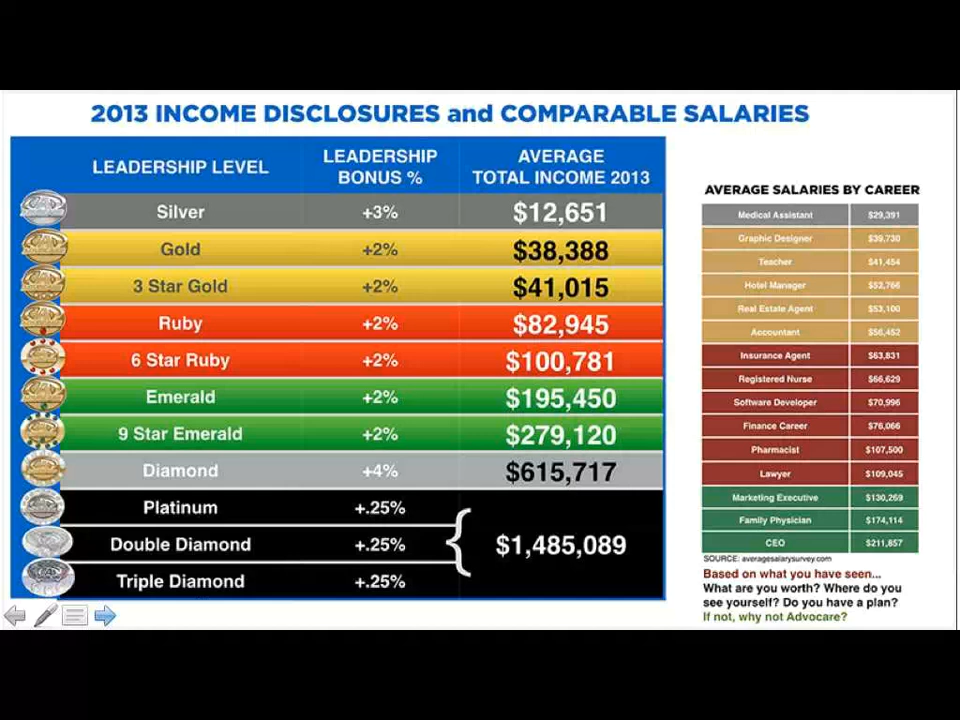 2013 INCOME DISCLOSURES and COMPARABLE SALARIES
LEADERSHIP LEVEL
LEADERSHIP
BONUS %
AVERAGE
TOTAL INCOME 2013
Silver +3% $12,651
Gold +2% $38,388
3 Star Gold +2% $41,015
Ruby +2% $82,945
6 Star Ruby +2% $100,781
Emerald +2% $195,450
9 Star Emerald +2% $279,120
Diamond +4% $615,717
Platinum +.25%
Double Diamond +.25% $1,485,089
Triple Diamond +.25%
AVERAGE SALARIES BY CAREER
Medical Assistant $29,391
Graphic Designer $39,730
Teacher $41,454
Hotel Manager $52,766
Real Estate Agent $53,100
Accountant $56,452
Insurance Agent $63,831
Registered Nurse $66,629
Software Developer $70,996
Finance Career $76,066
Pharmacist $107,500
Lawyer $109,045
Marketing Executive $130,269
Family Physician $174,114
CEO $211,857
SOURCE: averagesalarysurvey.com
Based on what you have seen...
What are you worth? Where do you
see yourself? Do you have a plan?
If not, why not Advocare?